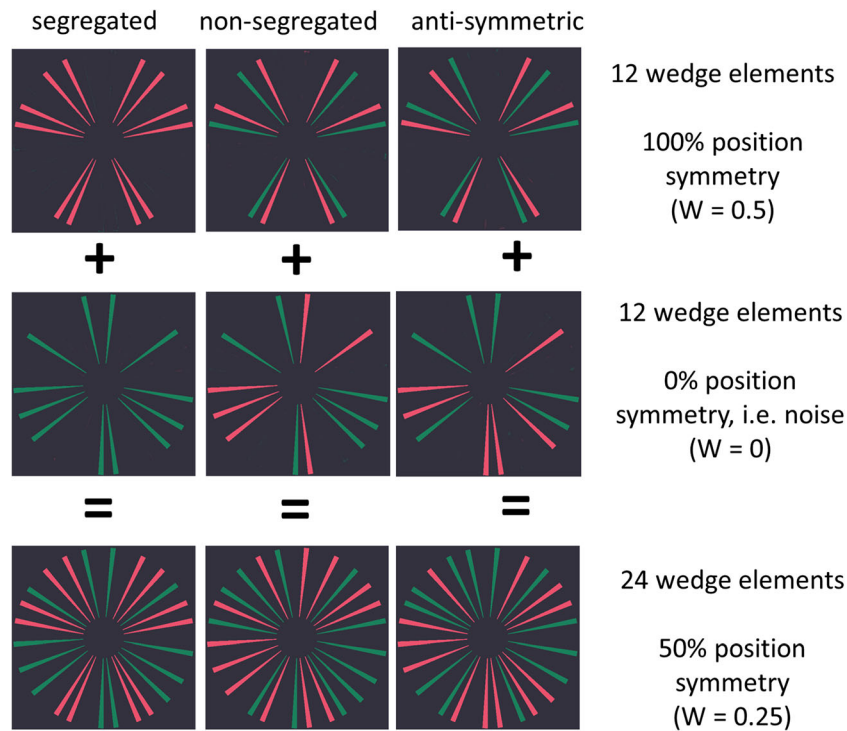 segregated non-segregated anti-symmetric
12 wedge elements
100% position
symmetry
(W = 0.5)
+ + +
12 wedge elements
0% position
symmetry, i.e. noise
(W = 0)
= = =
24 wedge elements
50% position
symmetry
(W = 0.25)